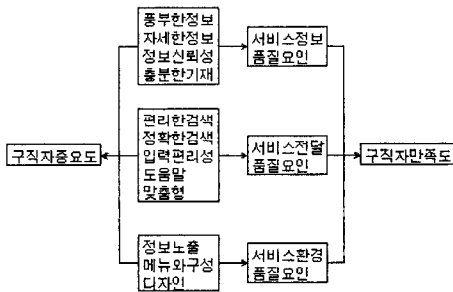 풍부한정보
자세한정보
정보신뢰성
충분한기재
서비스정보
품질요인
편리한검색
정확한검색
입력편리성
도움말
맞춤형
서비스전달
품질요인
구직자중요도
구직자만족도
정보노출
메뉴와구성
디자인
서비스환경
품질요인